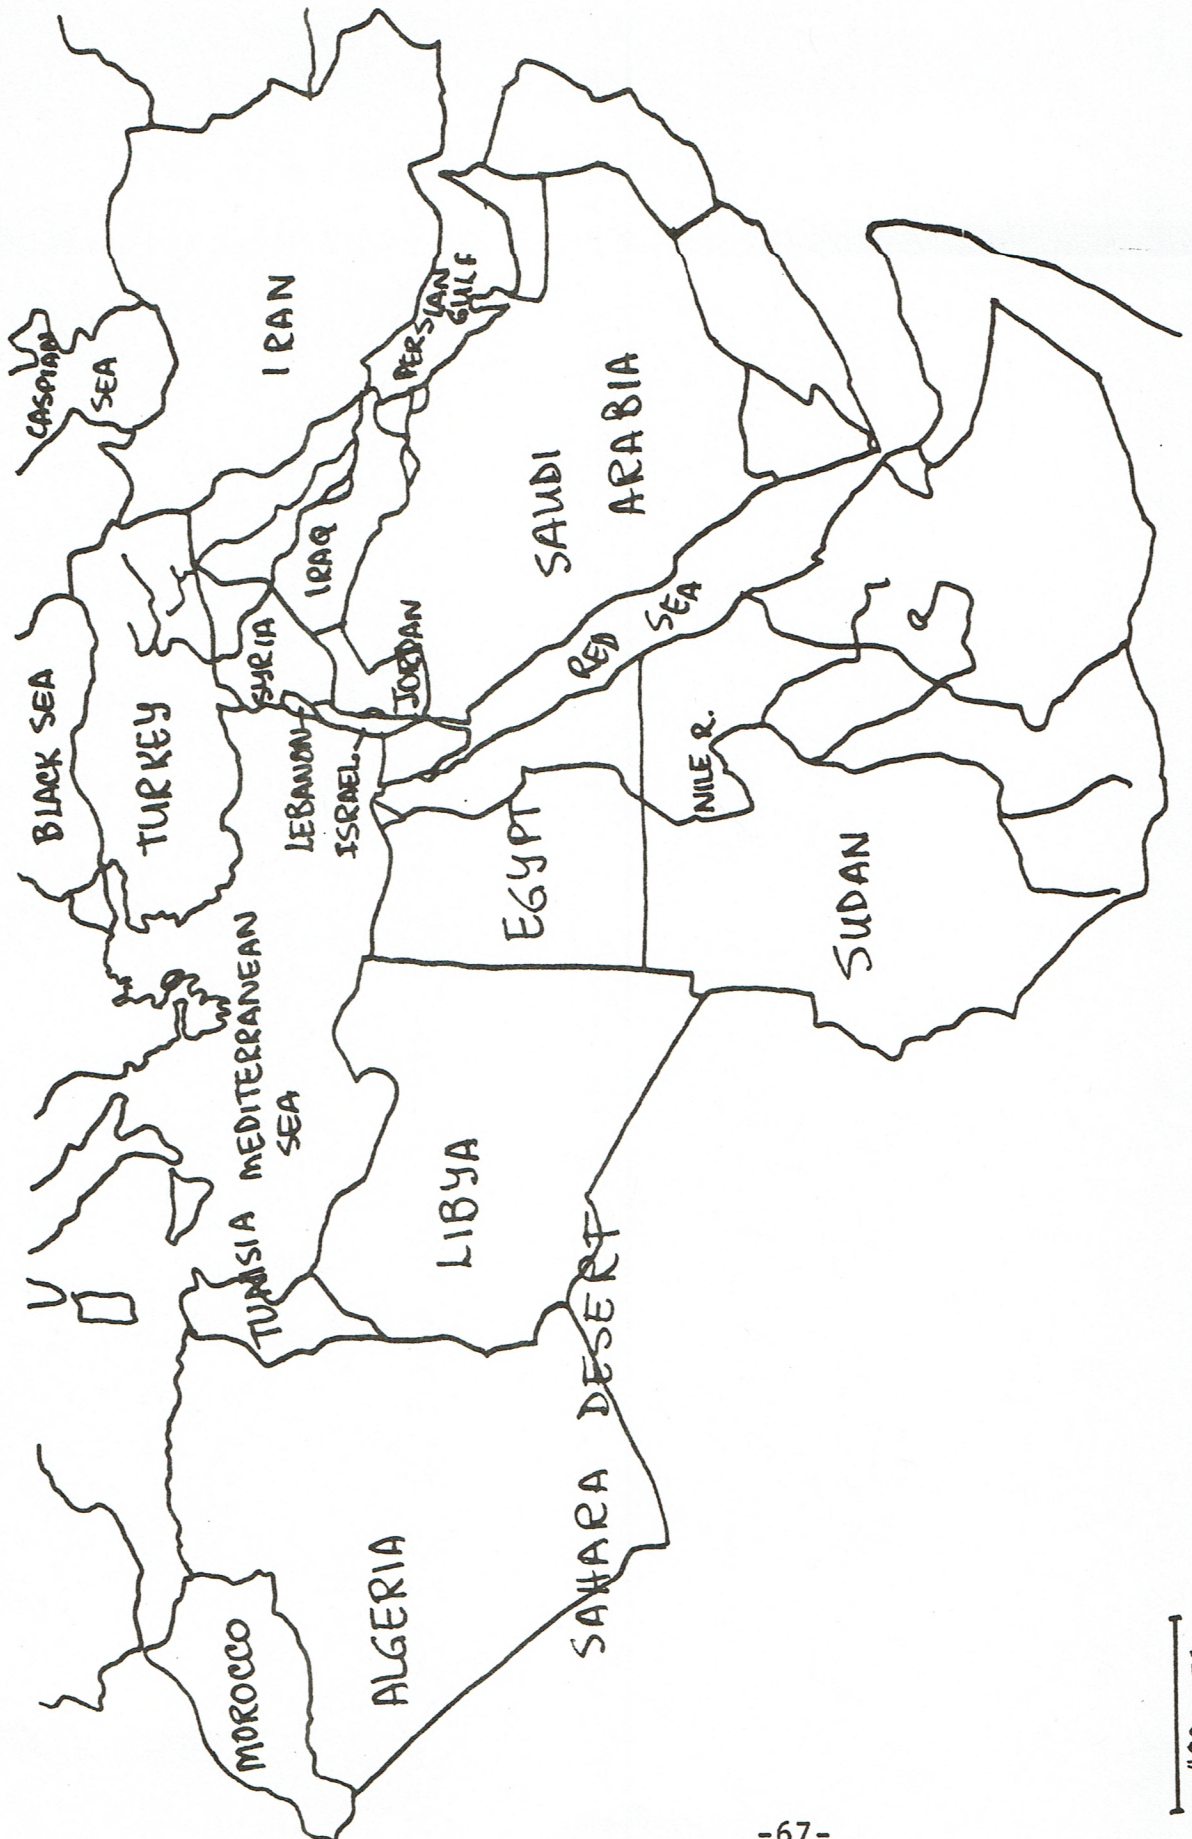 BLACK SEA
CASPIAN
SEA
TURKEY
SYRIA
LEBANON
ISRAEL
JORDAN
IRAQ
IRAN
PERSIAN
GULF
MEDITERRANEAN
SEA
TUNISIA
MOROCCO
ALGERIA
LIBYA
EGYPT
SAUDI
ARABIA
RED SEA
NILE R.
SUDAN
SAHARA DESERT
-67-